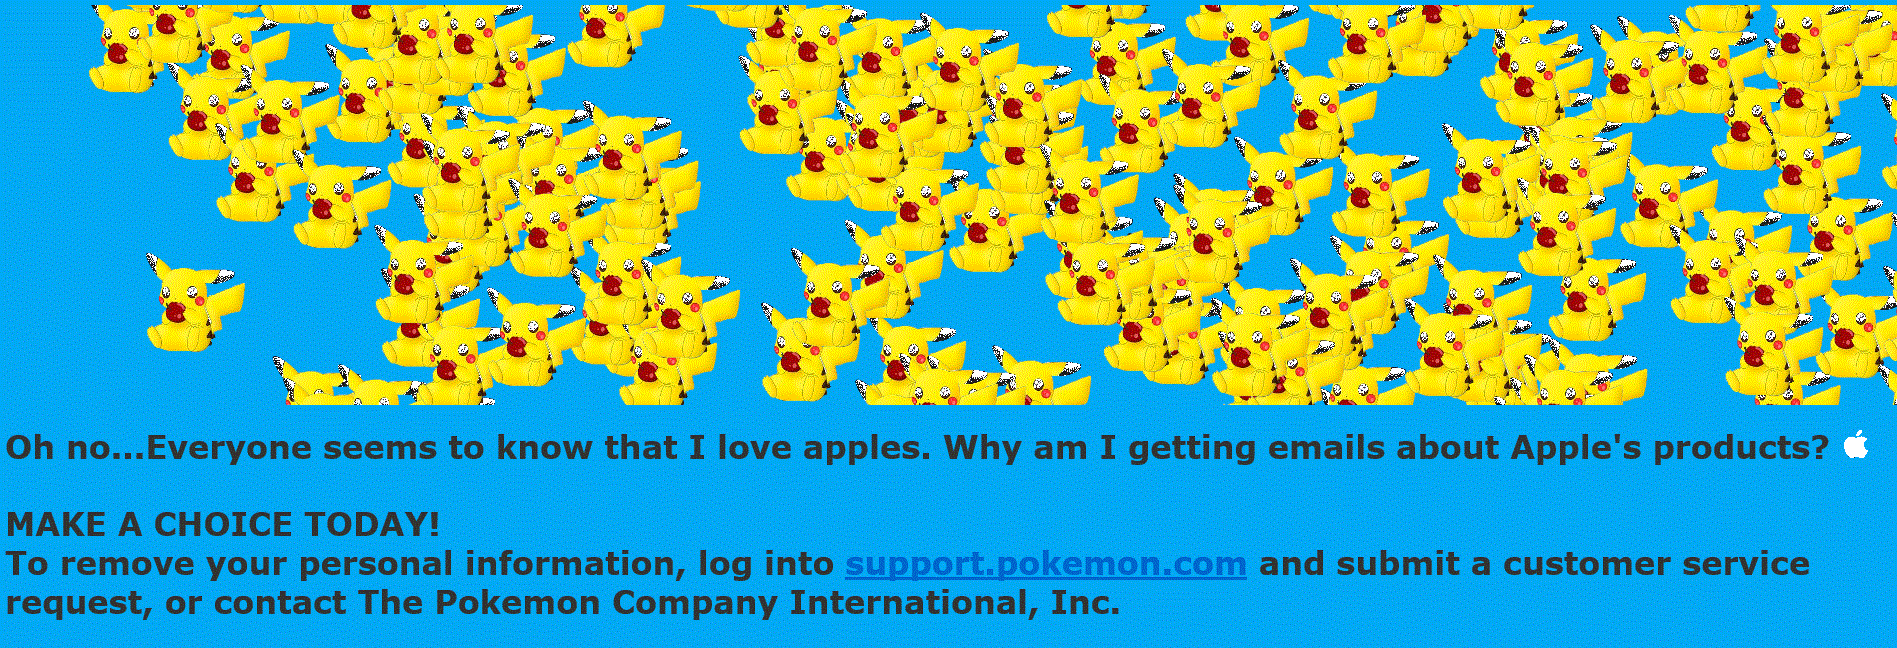 Oh no...Everyone seems to know that I love apples. Why am I getting emails about Apple's products?
MAKE A CHOICE TODAY!
To remove your personal information, log into support.pokemon.com and submit a customer service
request, or contact The Pokemon Company International, Inc.